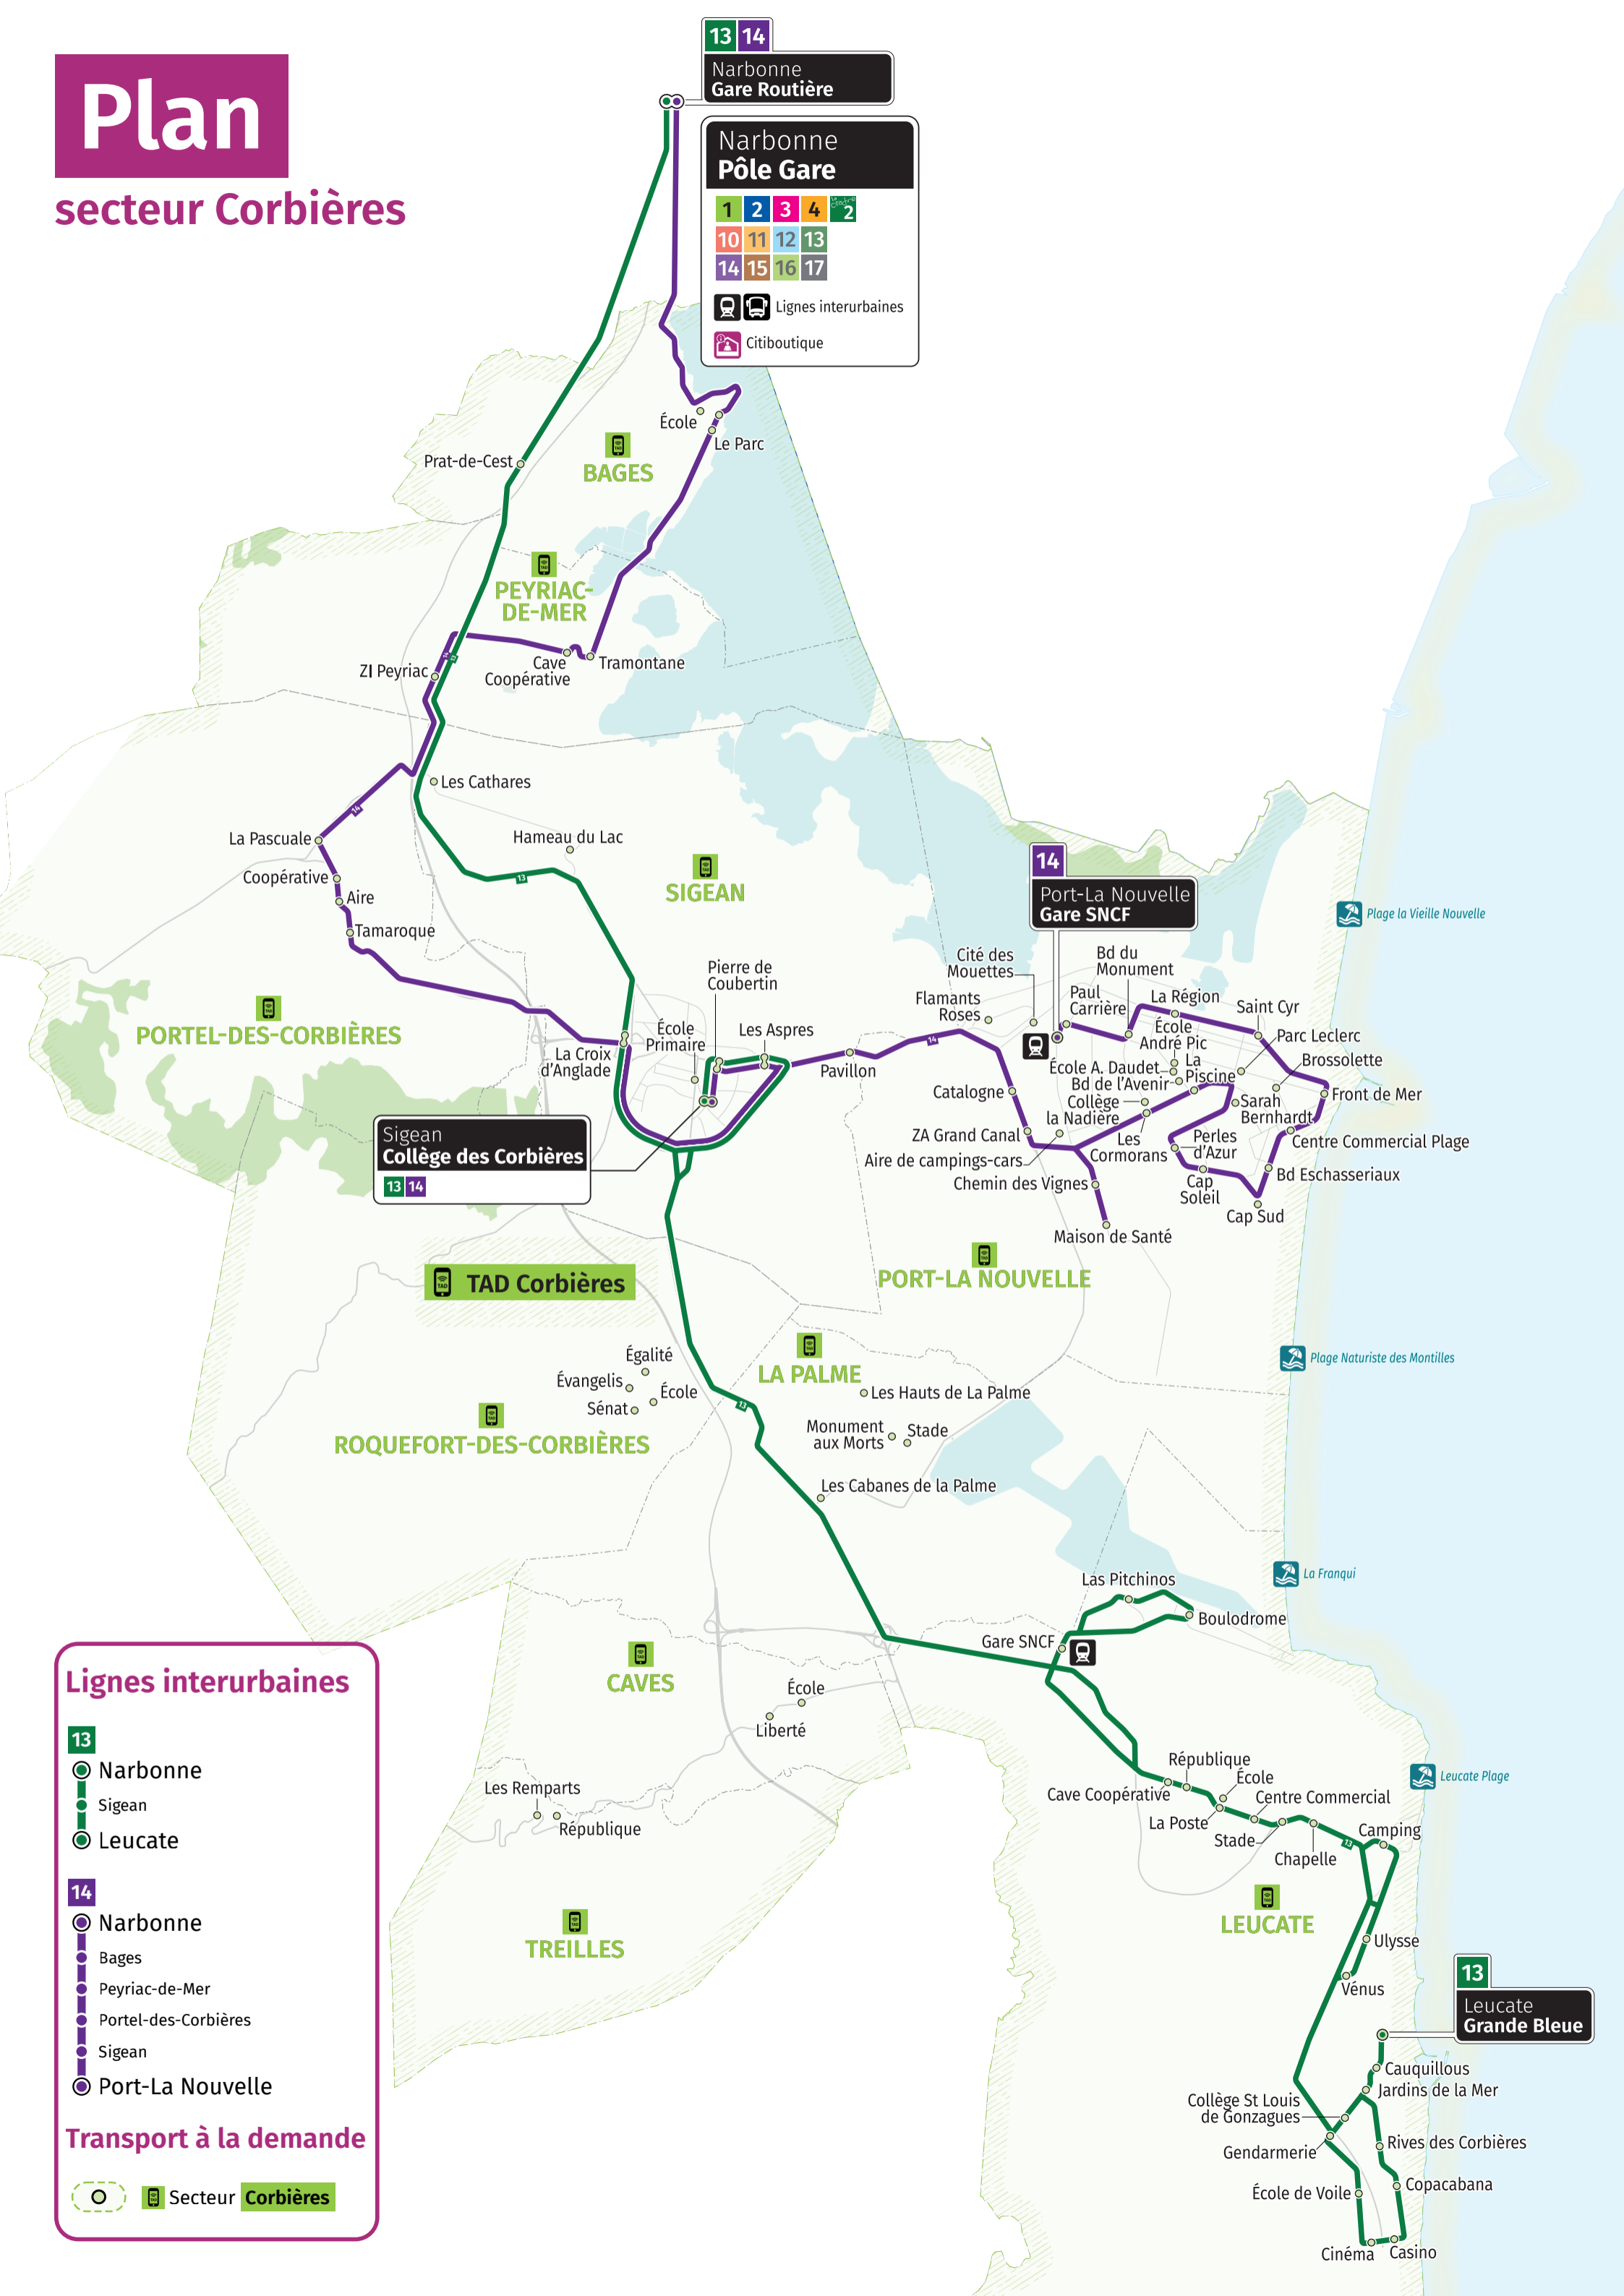 Plan
secteur Corbières
13 14
Narbonne
Gare Routière
Narbonne
Pôle Gare
1 2 3 4 2
10 11 12 13
14 15 16 17
Lignes interurbaines
Citiboutique
École
Le Parc
BAGES
Prat-de-Cest
PEYRIAC-
DE-MER
ZI Peyriac
Cave
Coopérative
Tramontane
14
13
Les Cathares
14
La Pascuale
Hameau du Lac
Coopérative
13
Aire
SIGEAN
Tamaroque
14
Port-La Nouvelle
Gare SNCF
Plage la Vieille Nouvelle
PORTEL-DES-CORBIÈRES
Pierre de
Coubertin
École
Primaire
Les Aspres
La Croix
d'Anglade
Pavillon
14
Cité des
Mouettes
Flamants
Roses
Bd du
Monument
Paul
Carrière
La Région
Saint Cyr
École
André Pic
Parc Leclerc
École A. Daudet
La
Piscine
Brossolette
Bd de l'Avenir
Catalogne
Collège
la Nadière
Sarah
Bernhardt
Front de Mer
ZA Grand Canal
Les
Cormorans
Perles
d'Azur
Centre Commercial Plage
Aire de campings-cars
Chemin des Vignes
Cap
Soleil
Bd Eschasseriaux
Cap Sud
Maison de Santé
Sigean
Collège des Corbières
13 14
TAD Corbières
PORT-LA NOUVELLE
Plage Naturiste des Montilles
Égalité
Évangelis
École
Sénat
13
LA PALME
Les Hauts de La Palme
Monument
aux Morts
Stade
ROQUEFORT-DES-CORBIÈRES
Les Cabanes de la Palme
La Franqui
Las Pitchinos
Boulodrome
Gare SNCF
CAVES
École
Liberté
Les Remparts
République
République
École
Cave Coopérative
Centre Commercial
La Poste
Stade
Chapelle
13
Camping
Leucate Plage
LEUCATE
TREILLES
Ulysse
Vénus
13
Leucate
Grande Bleue
Cauquillous
Jardins de la Mer
Collège St Louis
de Gonzagues
Gendarmerie
Rives des Corbières
École de Voile
Copacabana
Cinéma
Casino
Lignes interurbaines
13
Narbonne
Sigean
Leucate
14
Narbonne
Bages
Peyriac-de-Mer
Portel-des-Corbières
Sigean
Port-La Nouvelle
Transport à la demande
Secteur Corbières